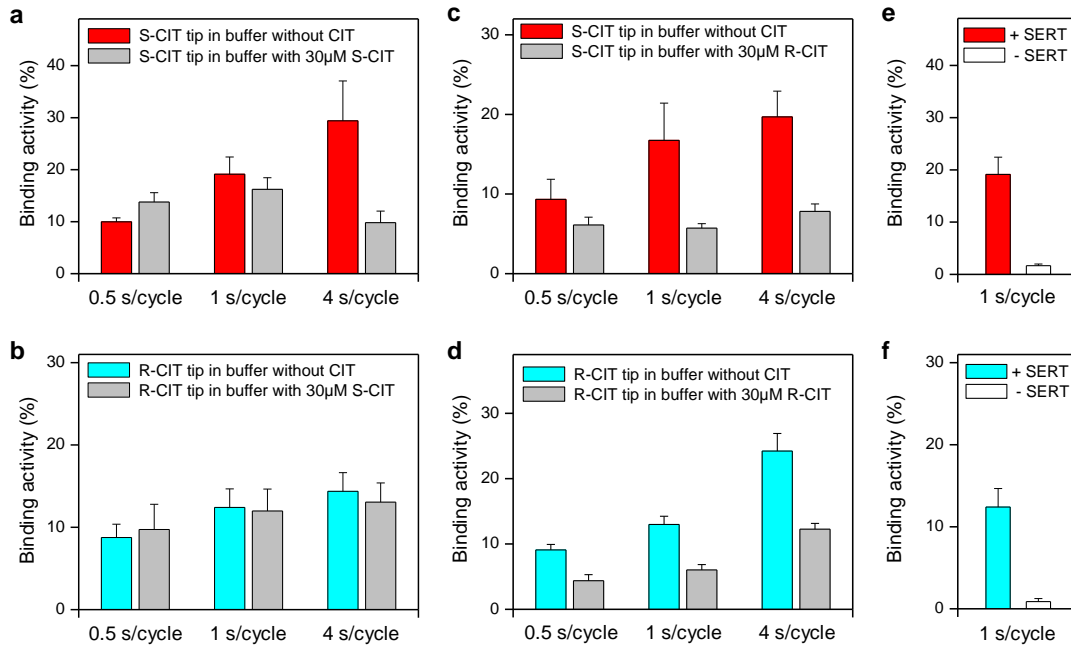 a
S-CIT tip in buffer without CIT
S-CIT tip in buffer with 30µM S-CIT
Binding activity (%)
40
30
20
10
0
0.5 s/cycle
1 s/cycle
4 s/cycle
c
S-CIT tip in buffer without CIT
S-CIT tip in buffer with 30µM R-CIT
Binding activity (%)
30
20
10
0
0.5 s/cycle
1 s/cycle
4 s/cycle
e
+ SERT
- SERT
Binding activity (%)
40
30
20
10
0
1 s/cycle
b
R-CIT tip in buffer without CIT
R-CIT tip in buffer with 30µM S-CIT
Binding activity (%)
30
20
10
0
0.5 s/cycle
1 s/cycle
4 s/cycle
d
R-CIT tip in buffer without CIT
R-CIT tip in buffer with 30µM R-CIT
Binding activity (%)
30
20
10
0
0.5 s/cycle
1 s/cycle
4 s/cycle
f
+ SERT
- SERT
Binding activity (%)
30
20
10
0
1 s/cycle